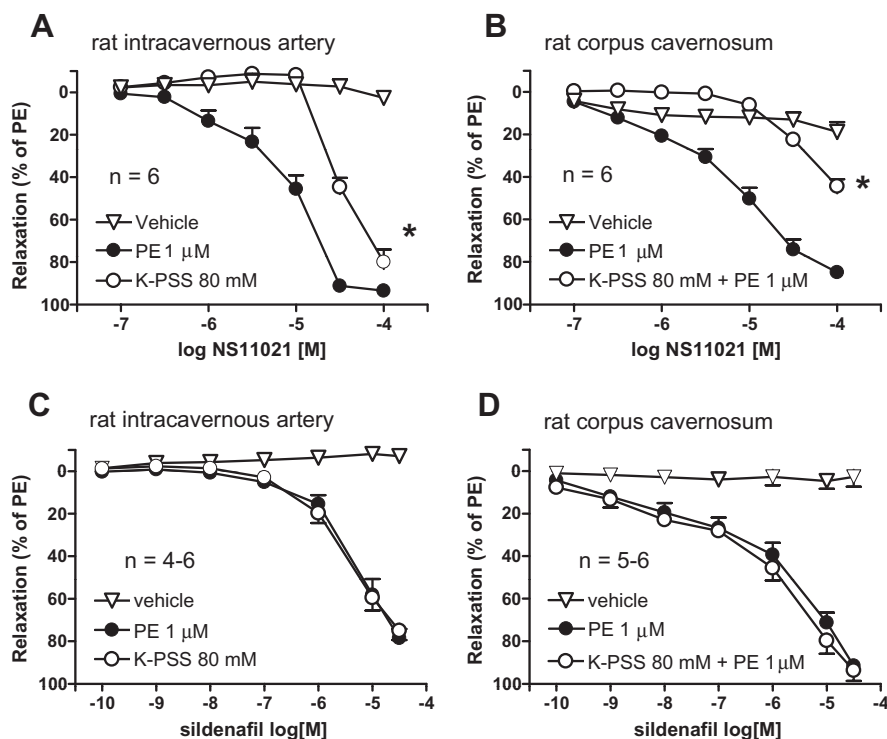 A
rat intracavernous artery
Relaxation (% of PE)
0
20
40
60
80
100
n = 6
Vehicle
PE 1 μM
K-PSS 80 mM
*
-7
-6
-5
-4
log NS11021 [M]
B
rat corpus cavernosum
Relaxation (% of PE)
0
20
40
60
80
100
n = 6
Vehicle
PE 1 μM
K-PSS 80 mM + PE 1 μM
*
-7
-6
-5
-4
log NS11021 [M]
C
rat intracavernous artery
Relaxation (% of PE)
0
20
40
60
80
100
n = 4-6
vehicle
PE 1 μM
K-PSS 80 mM
-10
-9
-8
-7
-6
-5
-4
sildenafil log[M]
D
rat corpus cavernosum
Relaxation (% of PE)
0
20
40
60
80
100
n = 5-6
vehicle
PE 1 μM
K-PSS 80 mM + PE 1μM
-10
-9
-8
-7
-6
-5
-4
sildenafil log[M]